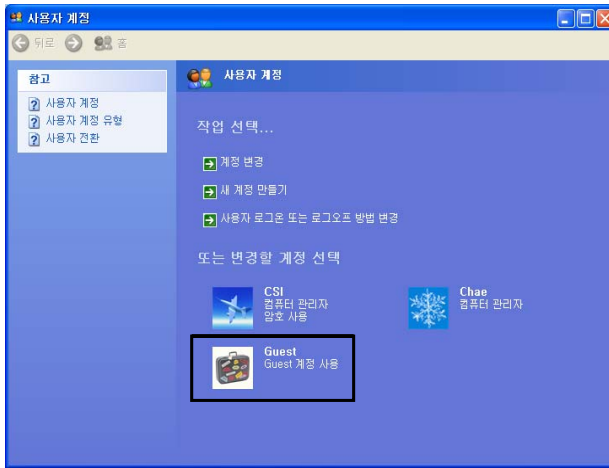 사용자 계정
뒤로 홈
참고
사용자 계정
사용자 계정 유형
사용자 전환
사용자 계정
작업 선택...
계정 변경
새 계정 만들기
사용자 로그온 또는 로그오프 방법 변경
또는 변경할 계정 선택
CSI
컴퓨터 관리자
암호 사용
Chae
컴퓨터 관리자
Guest
Guest 계정 사용